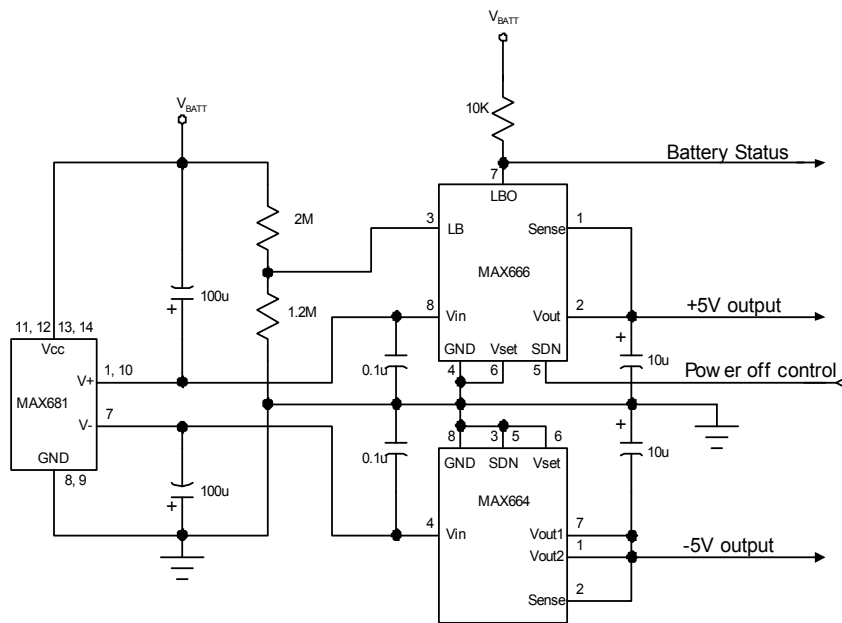 V_BATT
10K
V_BATT
Battery Status
7
LBO
2M
3
LB
Sense
1
MAX666
100u
+
11, 12
13, 14
1.2M
8
Vin
Vout
2
+5V output
Vcc
1, 10
V+
0.1u
GND
Vset
SDN
+
10u
4
6
5
Power off control
MAX681
7
V-
+
8
3
5
6
GND
8, 9
0.1u
GND
SDN
Vset
10u
100u
+
MAX664
4
Vin
Vout1
7
Vout2
1
-5V output
Sense
2